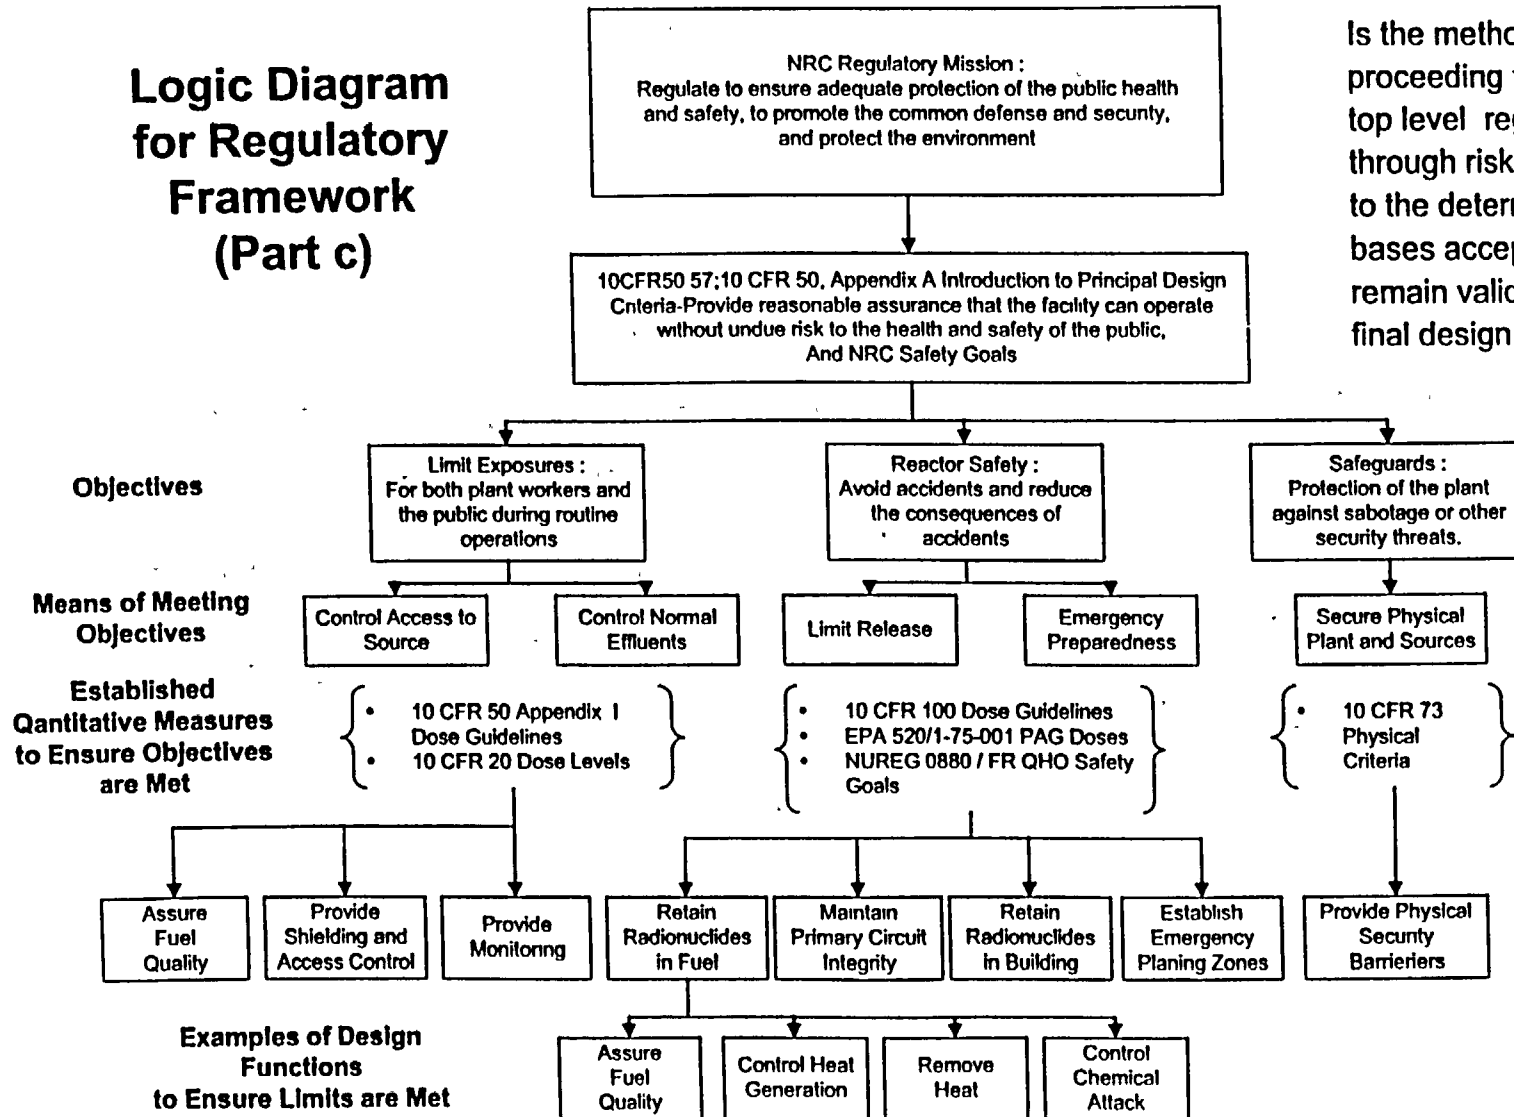 Logic Diagram
for Regulatory
Framework
(Part c)
NRC Regulatory Mission :
Regulate to ensure adequate protection of the public health
and safety, to promote the common defense and security,
and protect the environment
Is the
proceeding
top level
through risk
to the
bases
remain
final design
10CFR50 57;10 CFR 50, Appendix A Introduction to Principal Design
Criteria-Provide reasonable assurance that the facility can operate
without undue risk to the health and safety of the public,
And NRC Safety Goals
Objectives
Limit Exposures :
For both plant workers and
the public during routine
operations
Reactor Safety :
Avoid accidents and reduce
the consequences of
accidents
Safeguards :
Protection of the plant
against sabotage or other
security threats.
Means of Meeting
Objectives
Control Access to
Source
Control Normal
Effluents
Limit Release
Emergency
Preparedness
Secure Physical
Plant and Sources
Established
Qantitative Measures
to Ensure Objectives
are Met
• 10 CFR 50 Appendix I
Dose Guidelines
• 10 CFR 20 Dose Levels
• 10 CFR 100 Dose Guidelines
• EPA 520/1-75-001 PAG Doses
• NUREG 0880 / FR QHO Safety
Goals
• 10 CFR 73
Physical
Criteria
Assure
Fuel
Quality
Provide
Shielding and
Access Control
Provide
Monitoring
Retain
Radionuclides
in Fuel
Maintain
Primary Circuit
Integrity
Retain
Radionuclides
in Building
Establish
Emergency
Planing Zones
Provide Physical
Security
Barrieriers
Examples of Design
Functions
to Ensure Limits are Met
Assure
Fuel
Quality
Control Heat
Generation
Remove
Heat
Control
Chemical
Attack